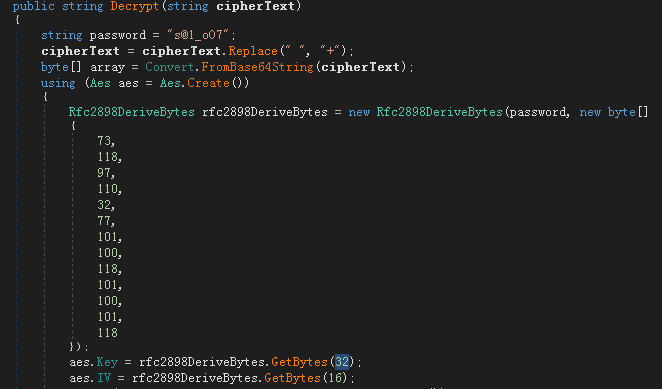 public string Decrypt(string cipherText)
{
string password = "s@1_oO7";
cipherText = cipherText.Replace(" ", "+");
byte[] array = Convert.FromBase64String(cipherText);
using (Aes aes = Aes.Create())
{
Rfc2898DeriveBytes rfc2898DeriveBytes = new Rfc2898DeriveBytes(password, new byte[]
{
73,
118,
97,
110,
32,
77,
101,
100,
118,
101,
100,
101,
118
});
aes.Key = rfc2898DeriveBytes.GetBytes(32);
aes.IV = rfc2898DeriveBytes.GetBytes(16);